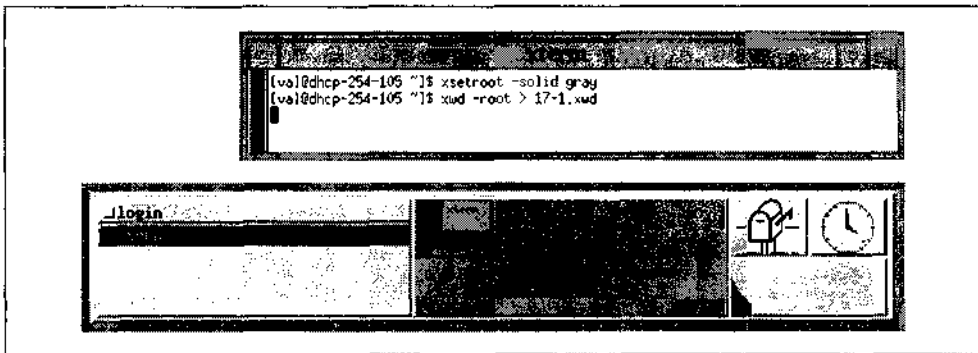 [val@dhcp-254-105 ~]$ xsetroot -solid gray
[val@dhcp-254-105 ~]$ xwd -root > 17-1.xwd
login